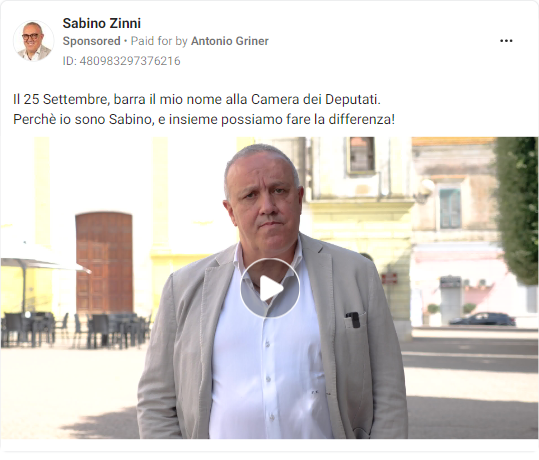 Sabino Zinni
Sponsored • Paid for by Antonio Griner
ID: 480983297376216
Il 25 Settembre, barra il mio nome alla Camera dei Deputati.
Perchè io sono Sabino, e insieme possiamo fare la differenza!